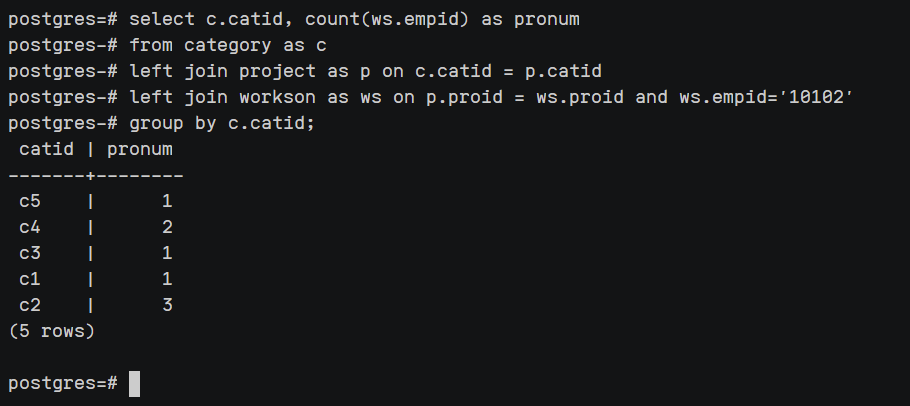 postgres=# select c.catid, count(ws.empid) as pronum
postgres-# from category as c
postgres-# left join project as p on c.catid = p.catid
postgres-# left join workson as ws on p.proid = ws.proid and ws.empid='10102'
postgres-# group by c.catid;
 catid | pronum
-------+--------
 c5    |      1
 c4    |      2
 c3    |      1
 c1    |      1
 c2    |      3
(5 rows)
postgres=#